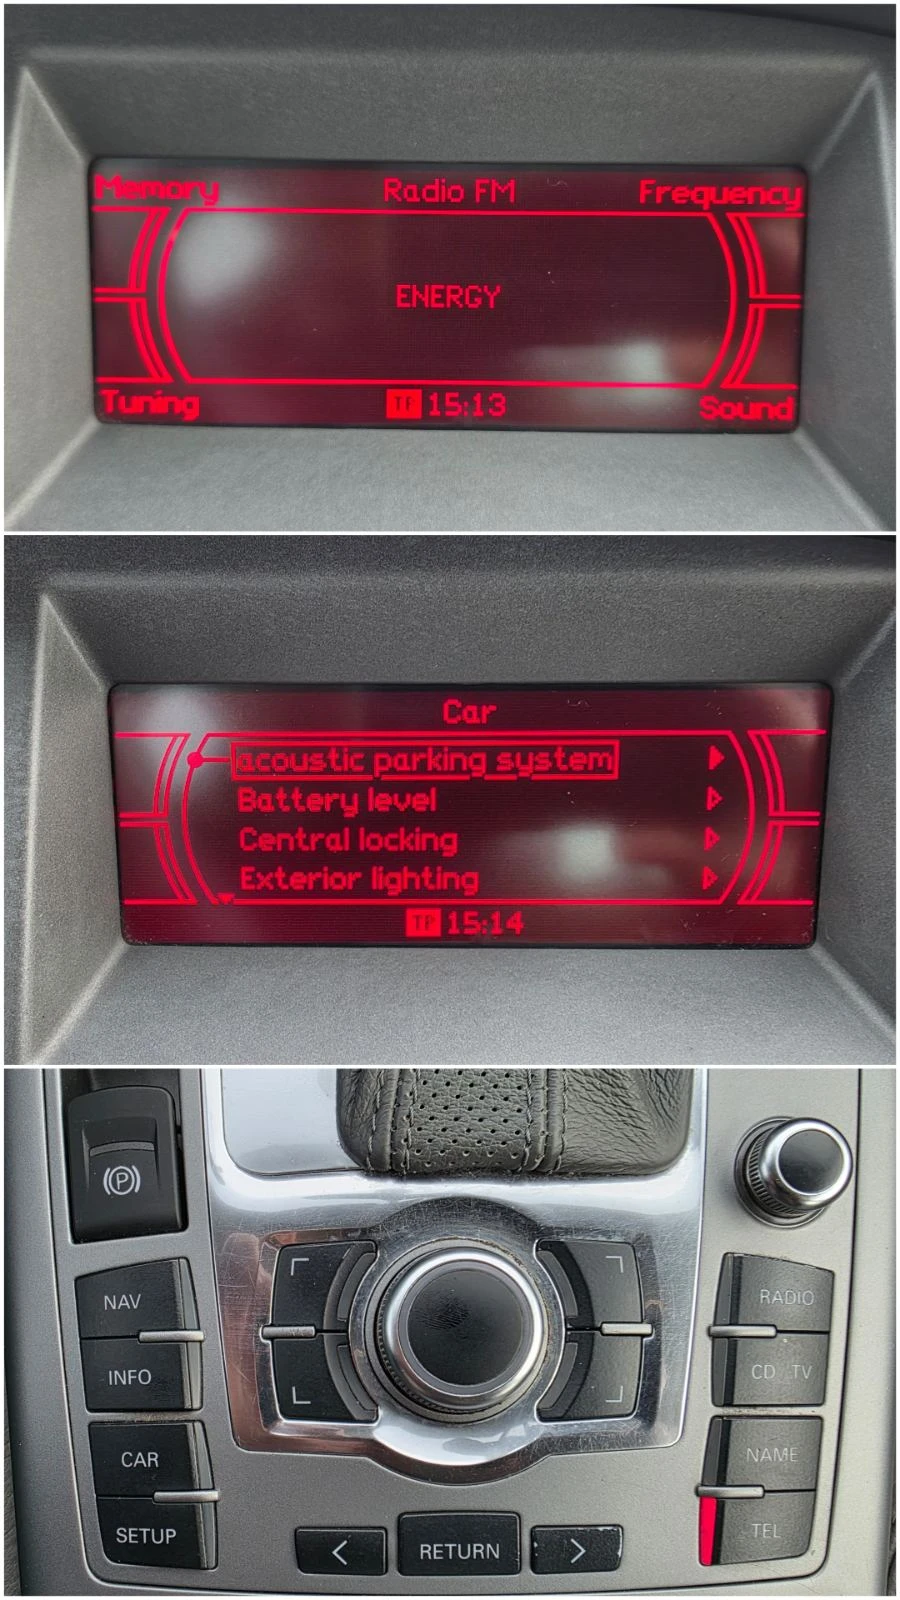 Memory Radio FM Frequency
ENERGY
Tuning TP 15:13 Sound
Car
acoustic parking system
Battery level
Central locking
Exterior lighting
TP 15:14
P
NAV
RADIO
INFO
CD TV
CAR
NAME
SETUP
TEL
< RETURN >